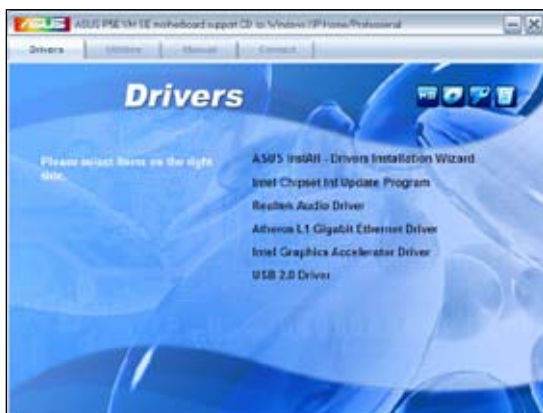 ASUS P5E-VM SE motherboard support CD for Windows XP Home/Professional
Drivers Utilities Manual Contact
Drivers
Please select items on the right
side.
ASUS InstAll - Drivers Installation Wizard
Intel Chipset Inf Update Program
Realtek Audio Driver
Atheros L1 Gigabit Ethernet Driver
Intel Graphics Accelerator Driver
USB 2.0 Driver